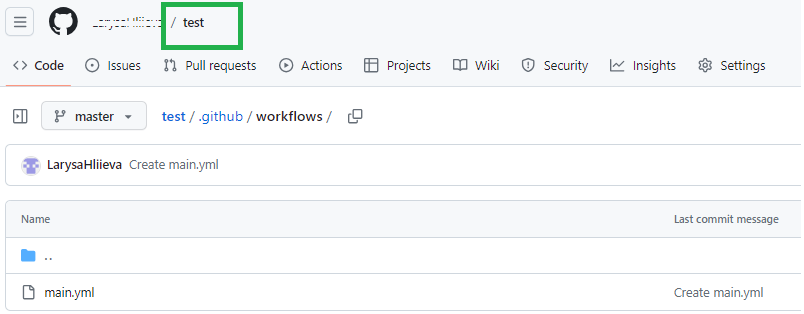 / test
Code Issues Pull requests Actions Projects Wiki Security Insights Settings
master test / .github / workflows /
LarysaHliieva Create main.yml
Name Last commit message
..
main.yml Create main.yml